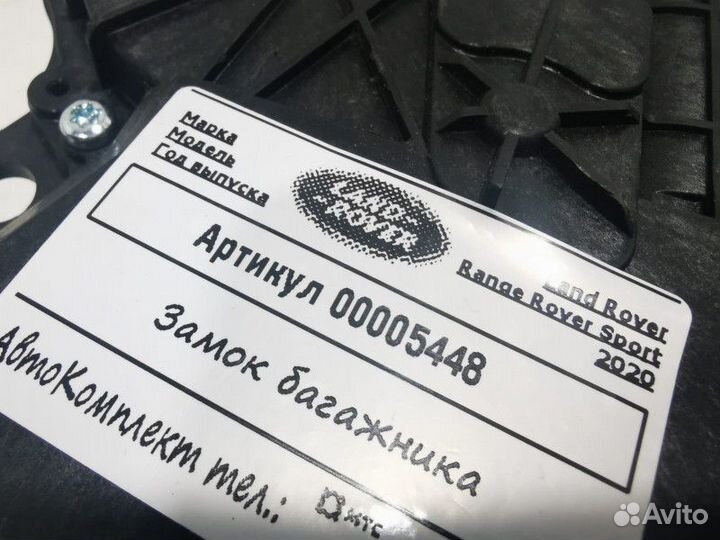 Марка
Модель
Год выпуска
LAND-
ROVER
Land Rover
Range Rover Sport
2020
Артикул 00005448
Замок багажника
АвтоКомплект тел.:
Avito